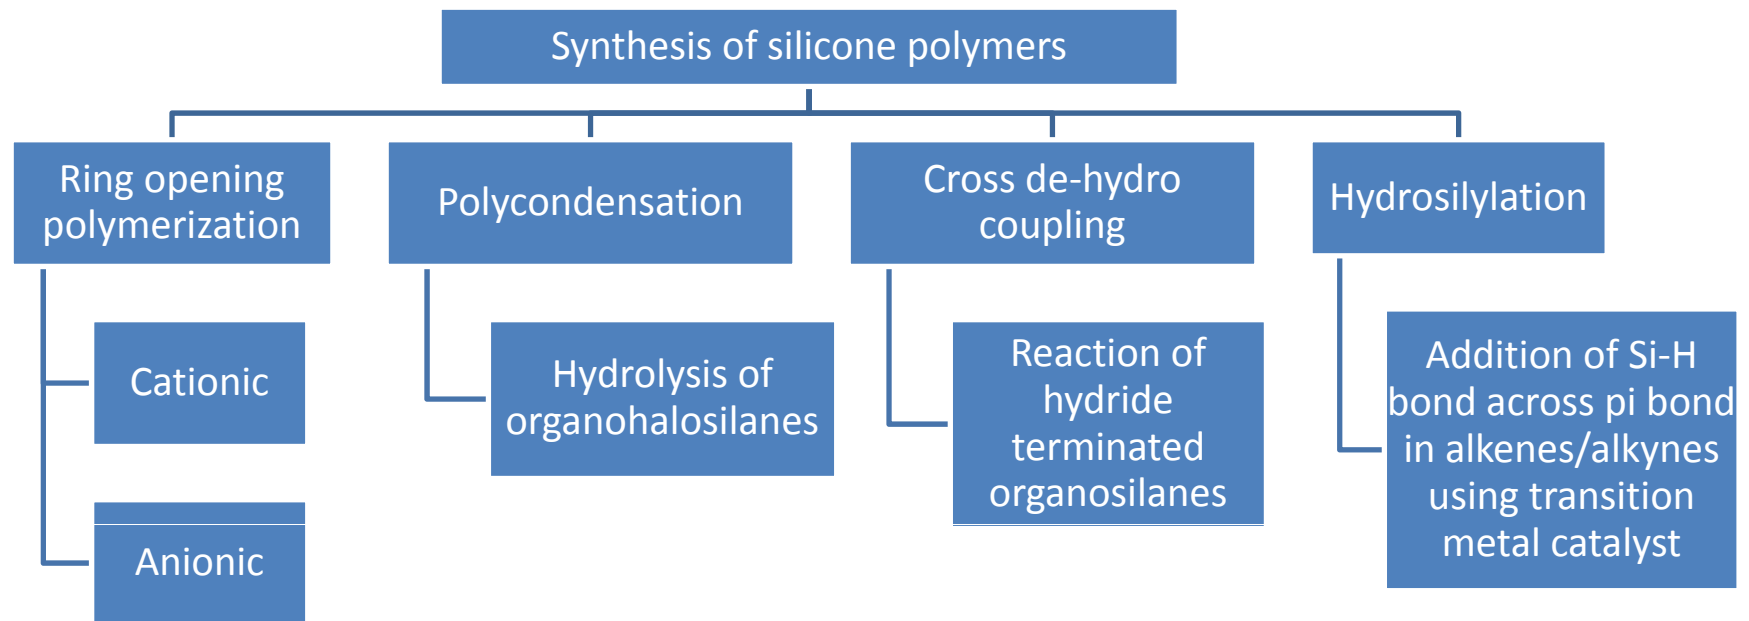 Synthesis of silicone polymers
Ring opening
polymerization
Polycondensation
Cross de-hydro
coupling
Hydrosilylation
Cationic
Anionic
Hydrolysis of
organohalosilanes
Reaction of
hydride
terminated
organosilanes
Addition of Si-H
bond across pi bond
in alkenes/alkynes
using transition
metal catalyst